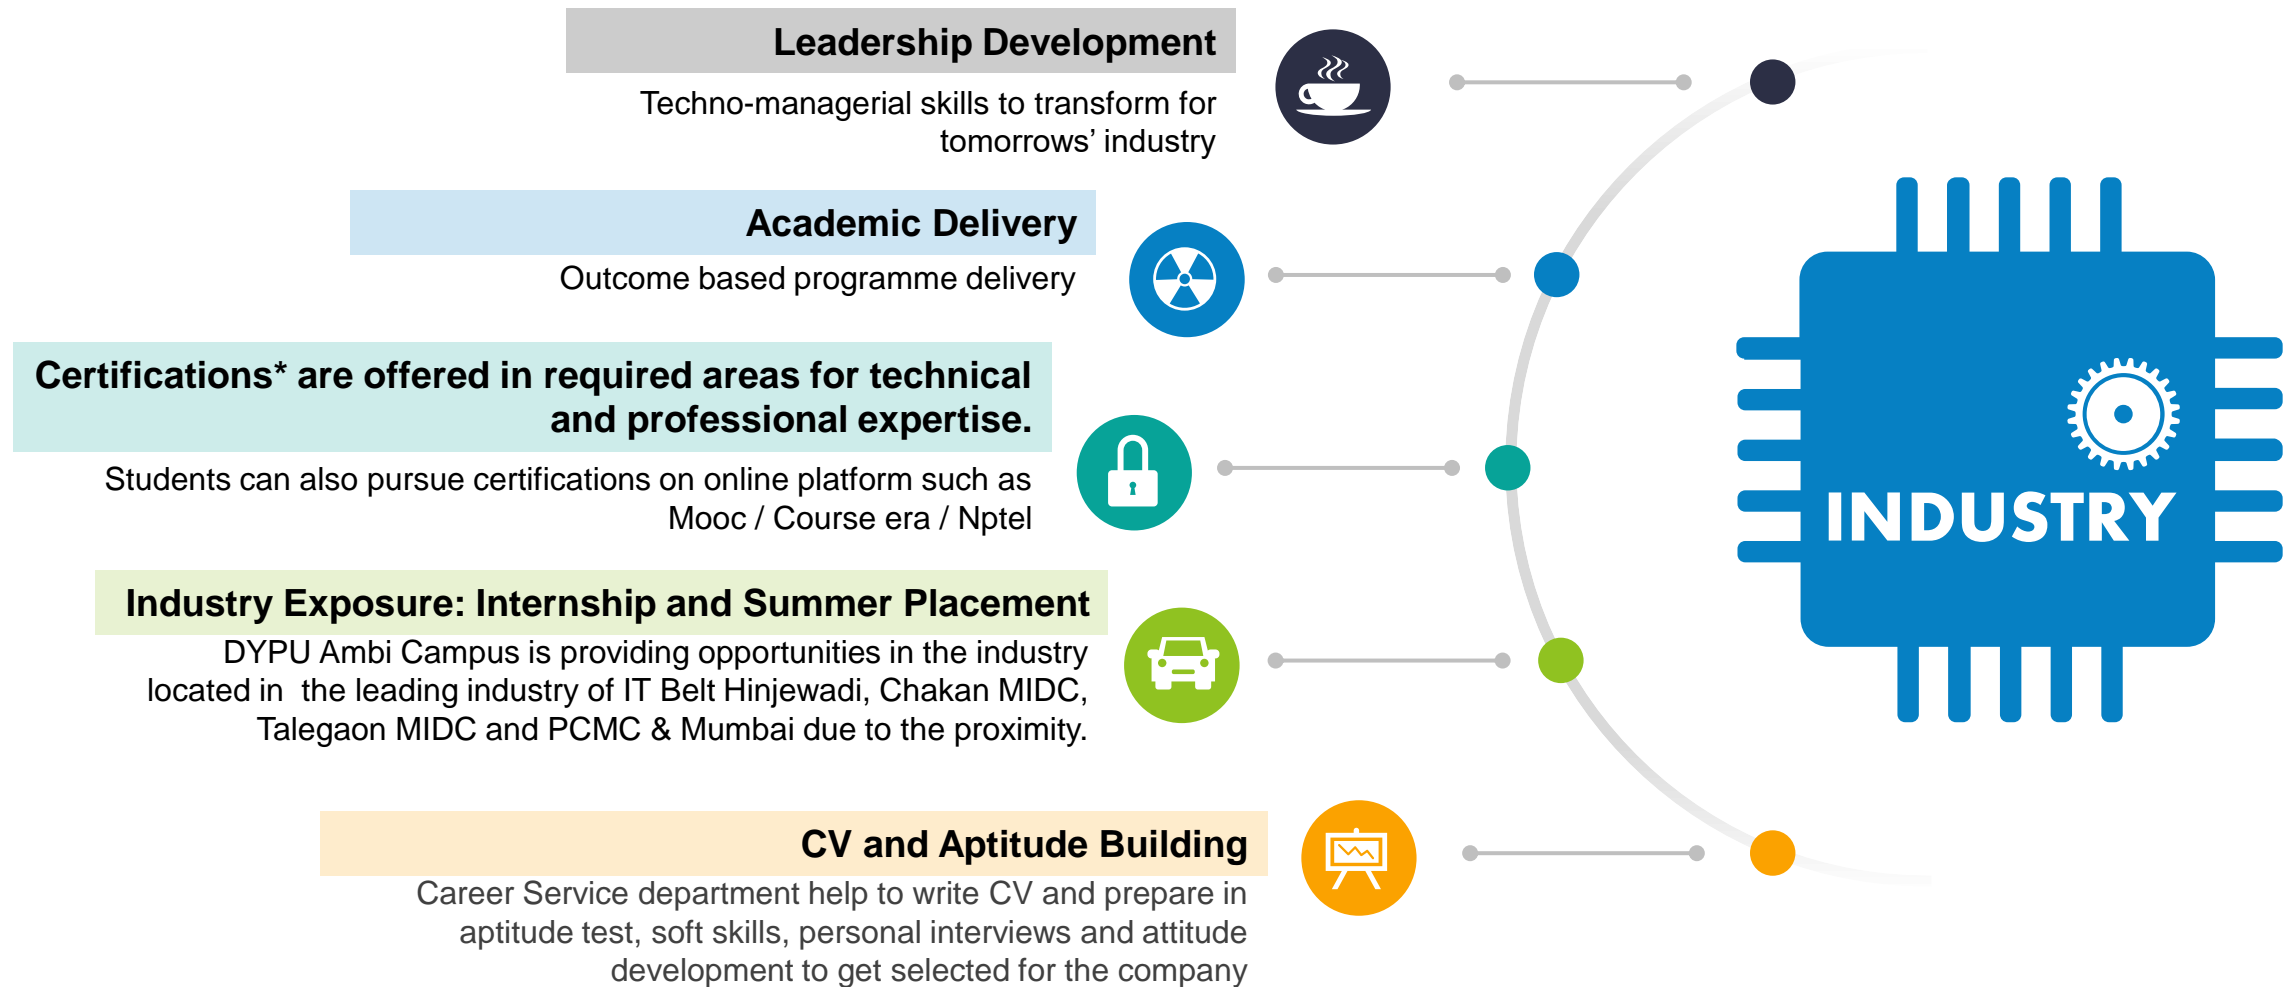 Leadership Development
Techno-managerial skills to transform for
tomorrows’ industry
Academic Delivery
Outcome based programme delivery
Certifications* are offered in required areas for technical
and professional expertise.
Students can also pursue certifications on online platform such as
Mooc / Course era / Nptel
Industry Exposure: Internship and Summer Placement
DYPU Ambi Campus is providing opportunities in the industry
located in  the leading industry of IT Belt Hinjewadi, Chakan MIDC,
Talegaon MIDC and PCMC & Mumbai due to the proximity.
CV and Aptitude Building
Career Service department help to write CV and prepare in
aptitude test, soft skills, personal interviews and attitude
development to get selected for the company
INDUSTRY